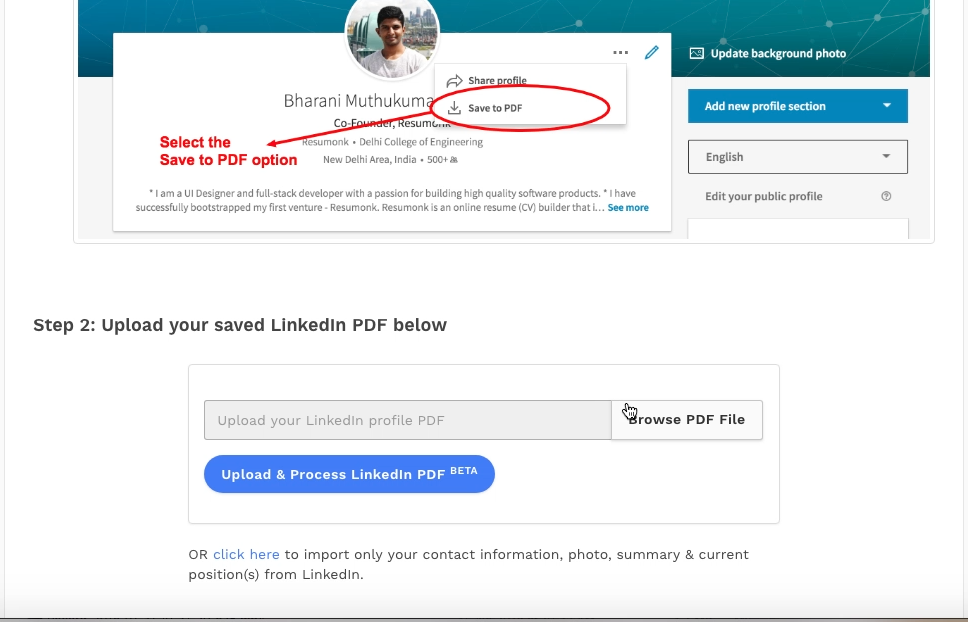 Update background photo
Share profile
Save to PDF
Add new profile section
Bharani Muthukuma
Co-Founder, Resumonk
Select the
Save to PDF option
Resumonk • Delhi College of Engineering
New Delhi Area, India • 500+
English
Edit your public profile
* I am a UI Designer and full-stack developer with a passion for building high quality software products. * I have
successfully bootstrapped my first venture - Resumonk. Resumonk is an online resume (CV) builder that i... See more
Step 2: Upload your saved LinkedIn PDF below
Upload your LinkedIn profile PDF
Browse PDF File
Upload & Process LinkedIn PDF BETA
OR click here to import only your contact information, photo, summary & current
position(s) from LinkedIn.